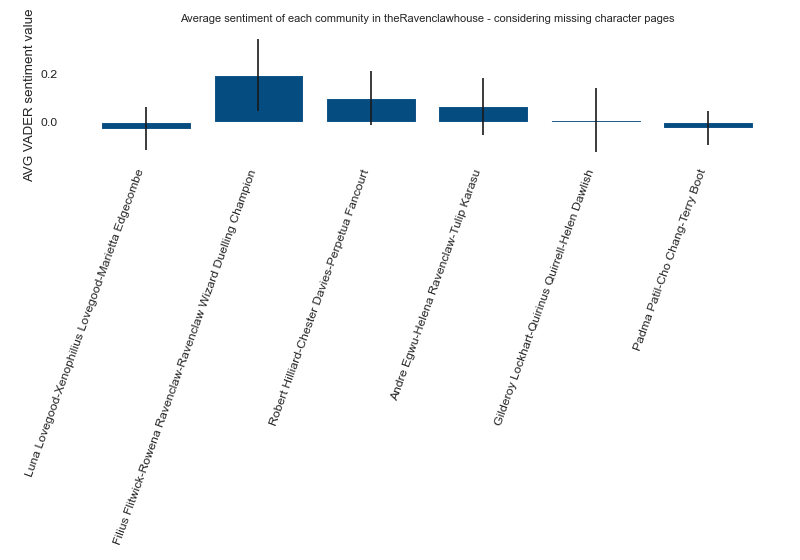 Average sentiment of each community in theRavenclawhouse - considering missing character pages
AVG VADER sentiment value
0.2
0.0
Luna Lovegood-Xenophilius Lovegood-Marietta Edgecombe
Filius Flitwick-Rowena Ravenclaw-Ravenclaw Wizard Duelling Champion
Robert Hilliard-Chester Davies-Perpetua Fancourt
Andre Egwu-Helena Ravenclaw-Tulip Karasu
Gilderoy Lockhart-Quirinus Quirrell-Helen Dawlish
Padma Patil-Cho Chang-Terry Boot